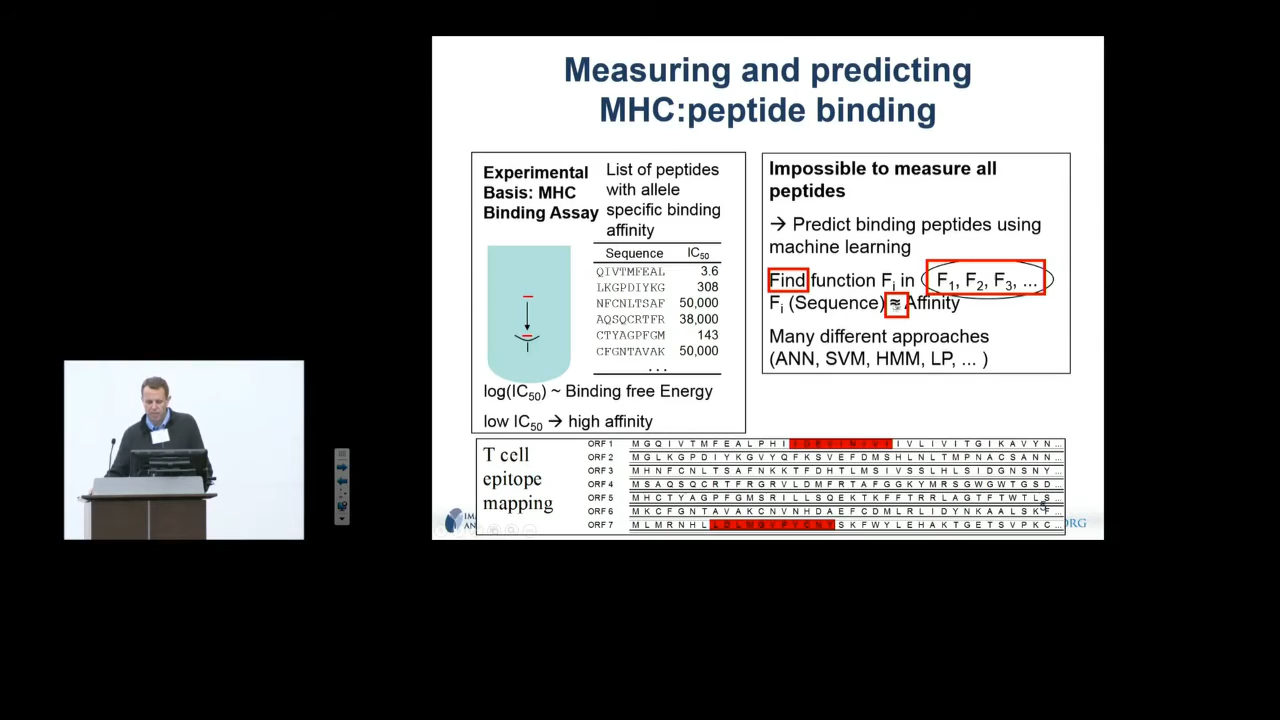 Measuring and predicting
MHC:peptide binding
Experimental
Basis: MHC
Binding Assay
List of peptides
with allele
specific binding
affinity
Sequence IC50
QIVTMFEAL 3.6
LKGPDIYKG 308
NFCNLTSAF 50,000
AQSQCRTFR 38,000
CTYAGPFGM 143
CFGNTAVAK 50,000
...
log(IC50) ~ Binding free Energy
low IC50 → high affinity
Impossible to measure all
peptides
→ Predict binding peptides using
machine learning
Find function Fi in F1, F2, F3, ...
Fi (Sequence) ≈ Affinity
Many different approaches
(ANN, SVM, HMM, LP, ... )
T cell
epitope
mapping
ORF 1 M G Q I V T M F E A L P H I I V L I V I T G I K A V Y N ...
ORF 2 M G L K G P D I Y K G V Y Q F K S V E F D M S H L N L T M P N A C S A N N ...
ORF 3 M H N F C N L T S A F N K K T F D H T L M S I V S S L H L S I D G N S N Y ...
ORF 4 M S A Q S Q C R T F R G R V L D M F R T A F G G K Y M R S G W G W T G S D ...
ORF 5 M H C T Y A G P F G M S R I L L S Q E K T K F F T R R L A G T F T W T L S ...
ORF 6 M K C F G N T A V A K C N V N H D A E F C D M L R L I D Y N K A A L S K ...
ORF 7 M L M R N H L S K F W Y L E H A K T G E T S V P K C ...